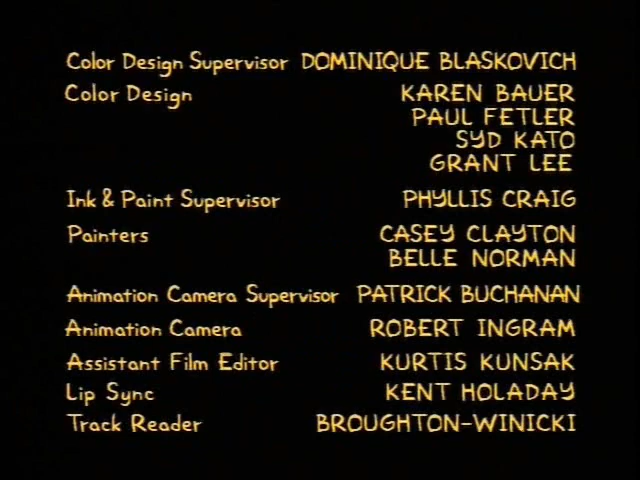 Color Design Supervisor DOMINIQUE BLASKOVICH
Color Design KAREN BAUER
PAUL FETLER
SYD KATO
GRANT LEE
Ink & Paint Supervisor PHYLLIS CRAIG
Painters CASEY CLAYTON
BELLE NORMAN
Animation Camera Supervisor PATRICK BUCHANAN
Animation Camera ROBERT INGRAM
Assistant Film Editor KURTIS KUNSAK
Lip Sync KENT HOLADAY
Track Reader BROUGHTON-WINICKI